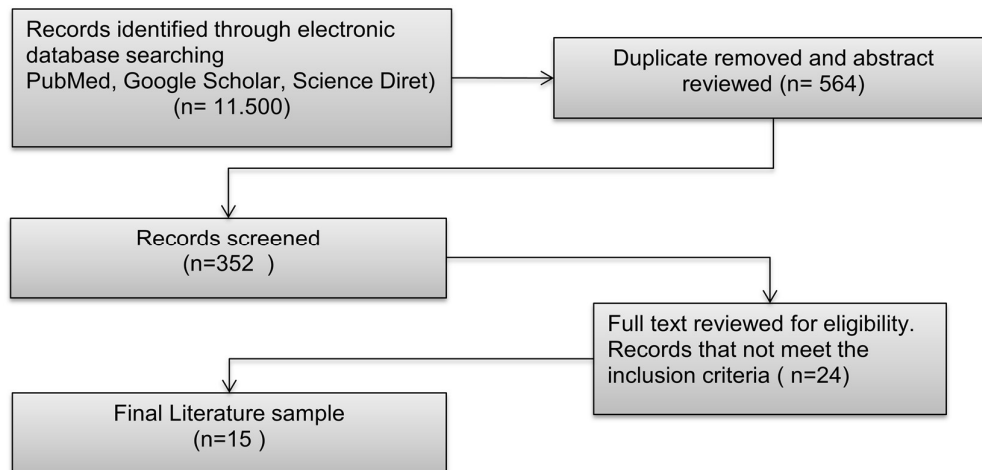 Records identified through electronic
database searching
PubMed, Google Scholar, Science Diret)
(n= 11.500)
Duplicate removed and abstract
reviewed (n= 564)
Records screened
(n=352  )
Full text reviewed for eligibility.
Records that not meet the
inclusion criteria ( n=24)
Final Literature sample
(n=15 )